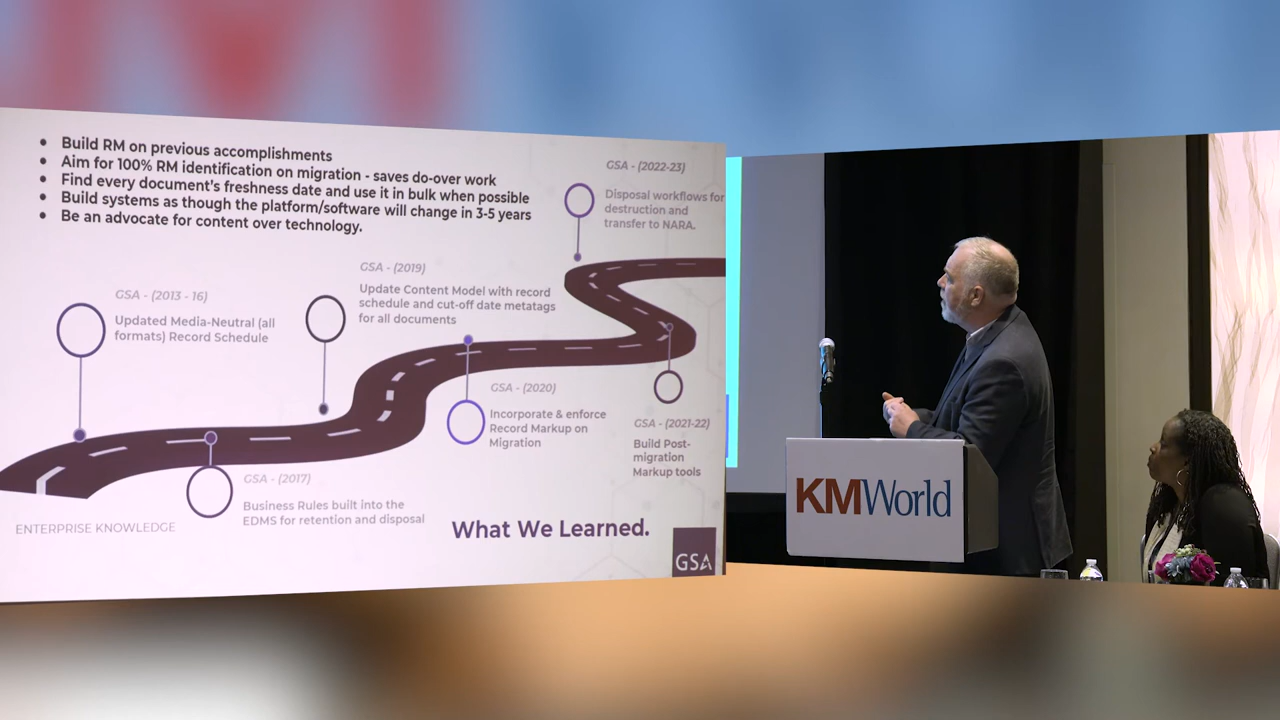 • Build RM on previous accomplishments
• Aim for 100% RM identification on migration - saves do-over work
• Find every document's freshness date and use it in bulk when possible
• Build systems as though the platform/software will change in 3-5 years
• Be an advocate for content over technology.
GSA - (2022-23)
Disposal workflows for
destruction and
transfer to NARA.
GSA - (2019)
Update Content Model with record
schedule and cut-off date metatags
for all documents
GSA - (2013 - 16)
Updated Media-Neutral (all
formats) Record Schedule
GSA - (2020)
Incorporate & enforce
Record Markup on
Migration
GSA - (2021-22)
Build Post-
migration
Markup tools
GSA - (2017)
Business Rules built into the
EDMS for retention and disposal
ENTERPRISE KNOWLEDGE
What We Learned.
GSA
KMWorld